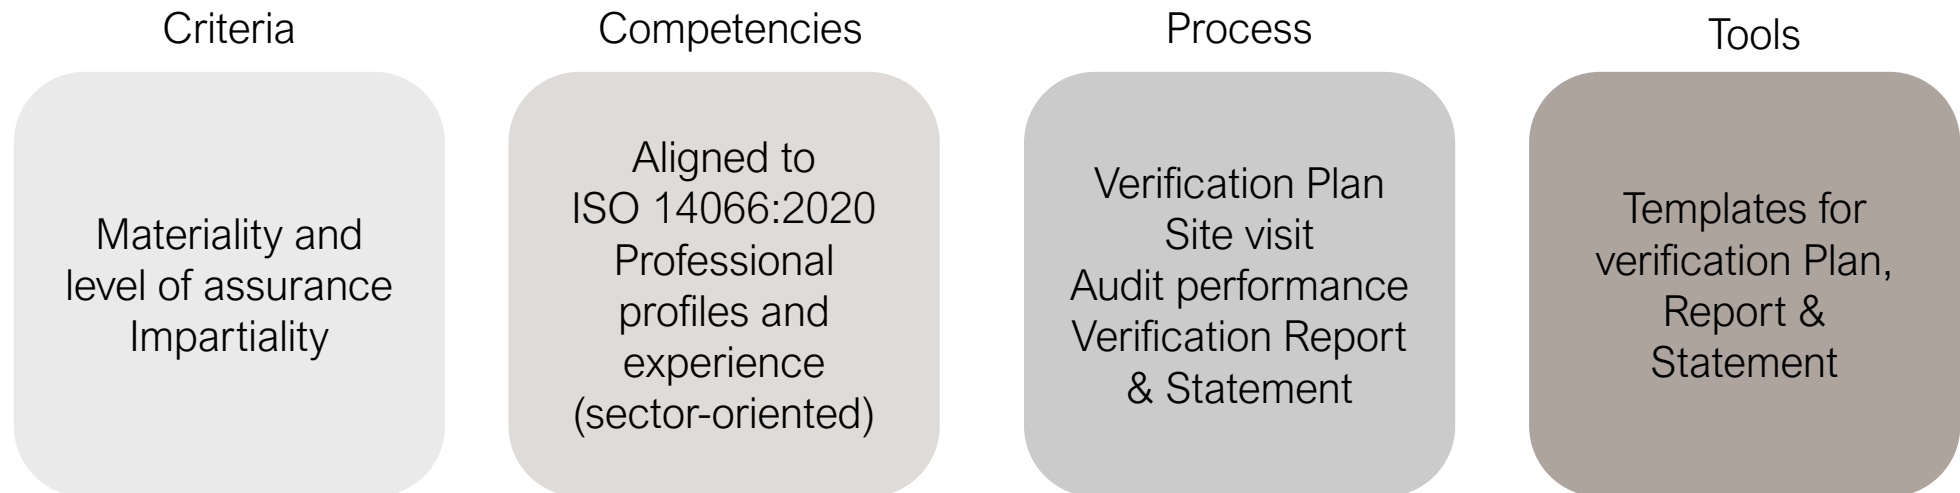 Criteria
Materiality and
level of assurance
Impartiality
Competencies
Aligned to
ISO 14066:2020
Professional
profiles and
experience
(sector-oriented)
Process
Verification Plan
Site visit
Audit performance
Verification Report
& Statement
Tools
Templates for
verification Plan,
Report &
Statement